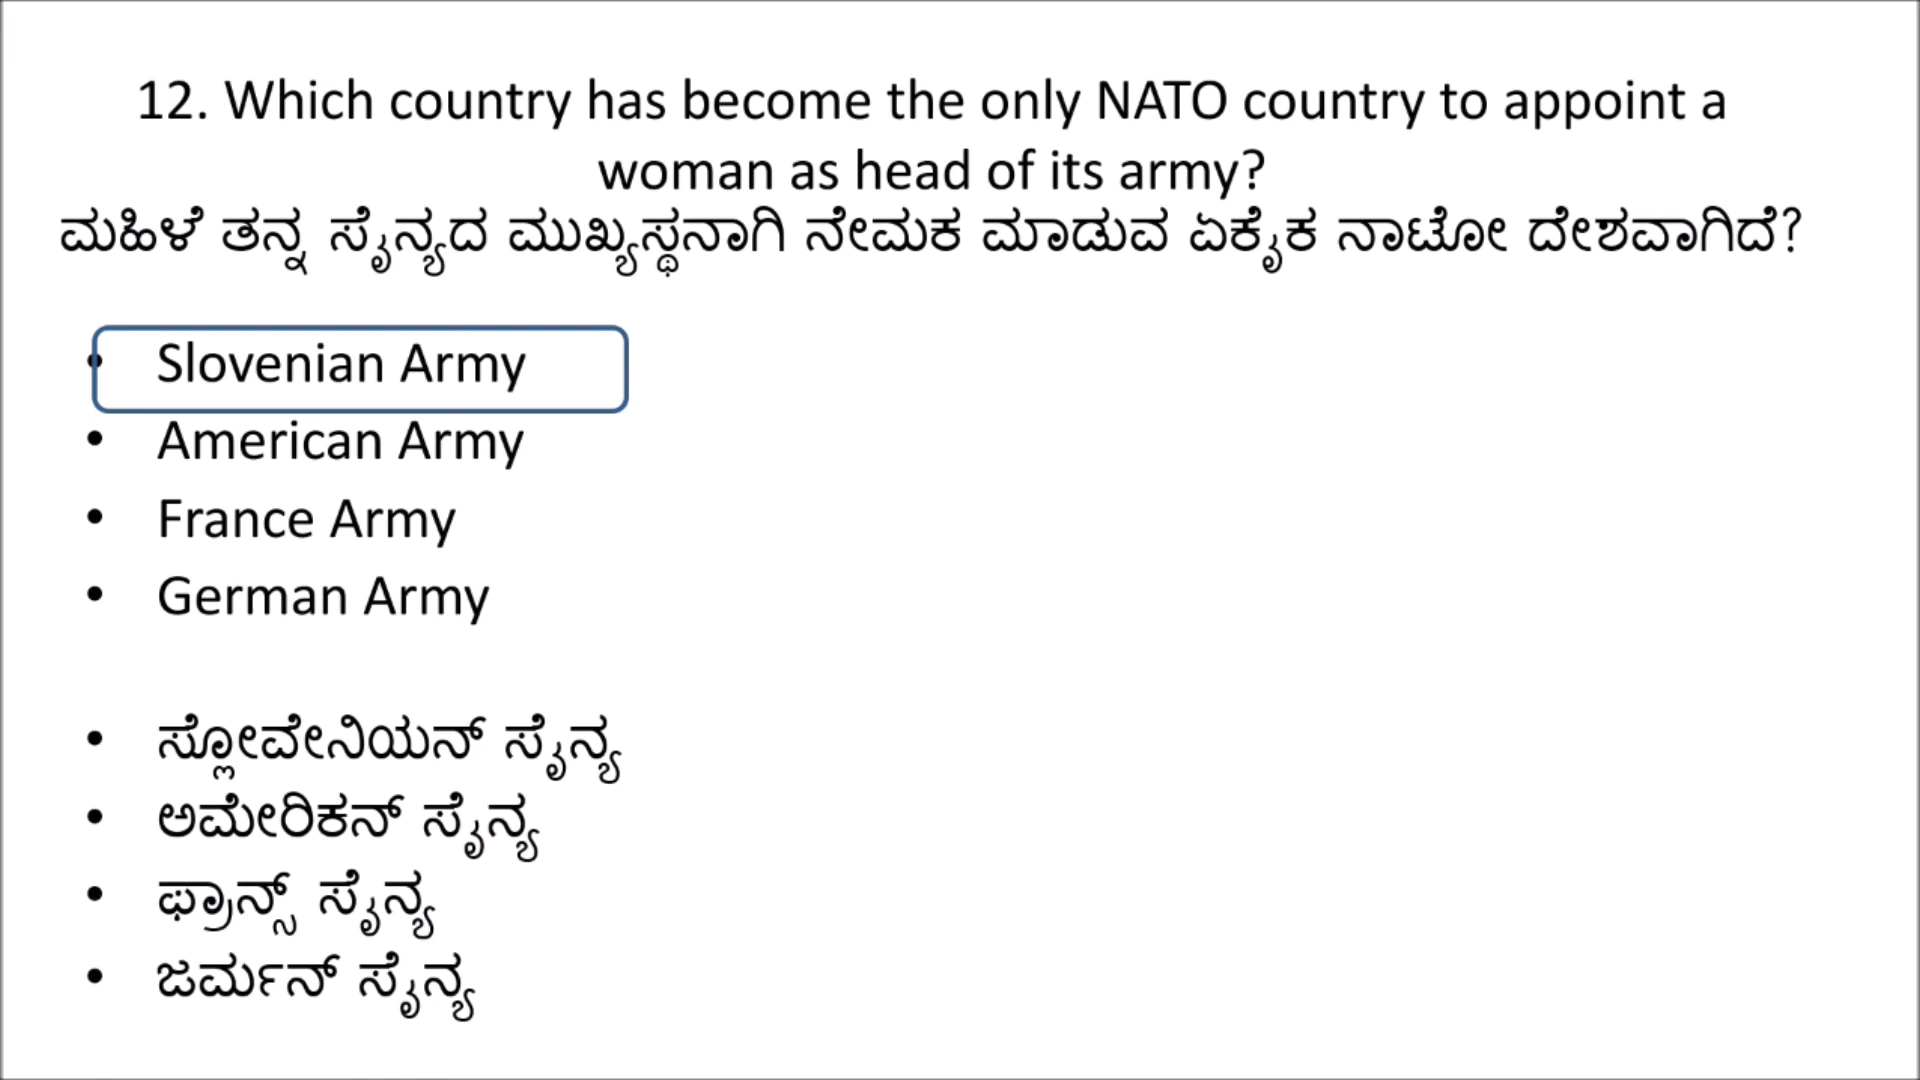 12. Which country has become the only NATO country to appoint a
woman as head of its army?
ಮಹಿಳೆ ತನ್ನ ಸೈನ್ಯದ ಮುಖ್ಯಸ್ಥನಾಗಿ ನೇಮಕ ಮಾಡುವ ಏಕೈಕ ನಾಟೋ ದೇಶವಾಗಿದೆ?
• Slovenian Army
• American Army
• France Army
• German Army
• ಸ್ಲೋವೇನಿಯನ್ ಸೈನ್ಯ
• ಅಮೇರಿಕನ್ ಸೈನ್ಯ
• ಫ್ರಾನ್ಸ್ ಸೈನ್ಯ
• ಜರ್ಮನ್ ಸೈನ್ಯ